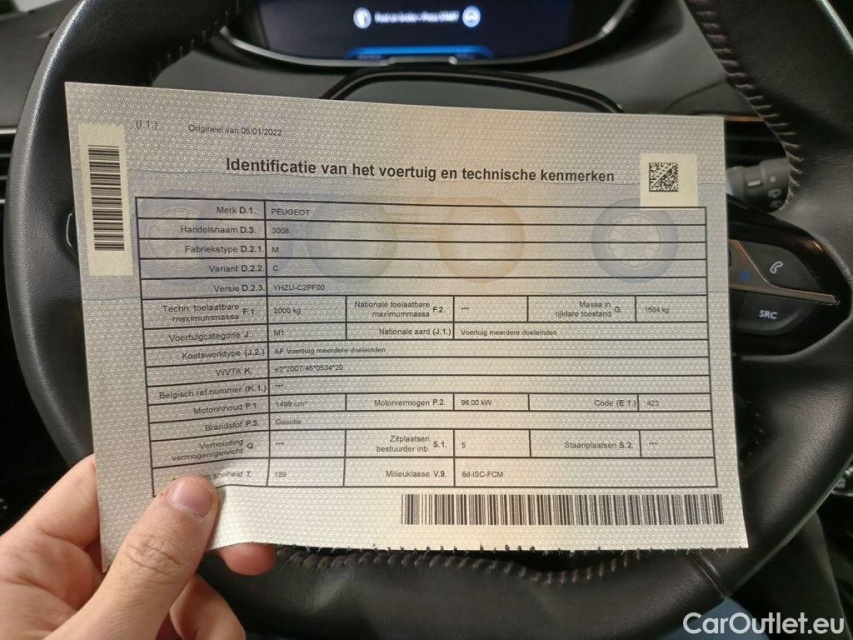 (I.1.) Origineel van 05/01/2022
Identificatie van het voertuig en technische kenmerken
Merk D.1. PEUGEOT
Handelsnaam D.3. 3008
Fabriekstype D.2.1. M
Variant D.2.2. C
Versie D.2.3. YHZU-C2PF00
Techn. toelaatbare maximummassa F.1 2000 kg Nationale toelaatbare maximummassa F.2. --- Massa in rijklare toestand G. 1504 kg
Voertuigcategorie J. M1 Nationale aard (J.1.) Voertuig meerdere doeleinden
Koetswerktype (J.2.) AF Voertuig meerdere doeleinden
WVTA K. e2*2007/46*0534*20
Belgisch ref.nummer (K.1.) ---
Motorinhoud P.1 1499 cm³ Motorvermogen P.2. 96,00 kW Code (E.1.) 423
Brandstof P.3. Gasolie
Verhouding vermogen/gewicht Q. --- Zitplaatsen bestuurder inb. S.1. 5 Staanplaatsen S.2. ---
snelheid T. 189 Milieuklasse V.9. 6d-ISC-FCM
SRC
CarOutlet.eu